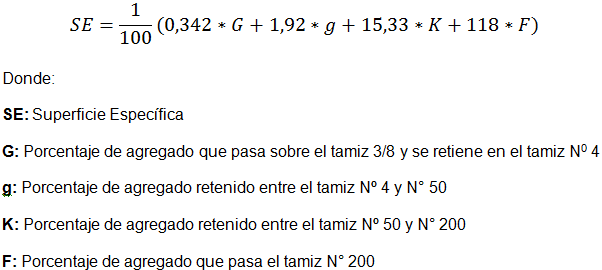 SE = 1/100 (0,342 * G + 1,92 * g + 15,33 * K + 118 * F)
Donde:
SE: Superficie Específica
G: Porcentaje de agregado que pasa sobre el tamiz 3/8 y se retiene en el tamiz N⁰ 4
g: Porcentaje de agregado retenido entre el tamiz Nº 4 y N° 50
K: Porcentaje de agregado retenido entre el tamiz Nº 50 y N° 200
F: Porcentaje de agregado que pasa el tamiz N° 200